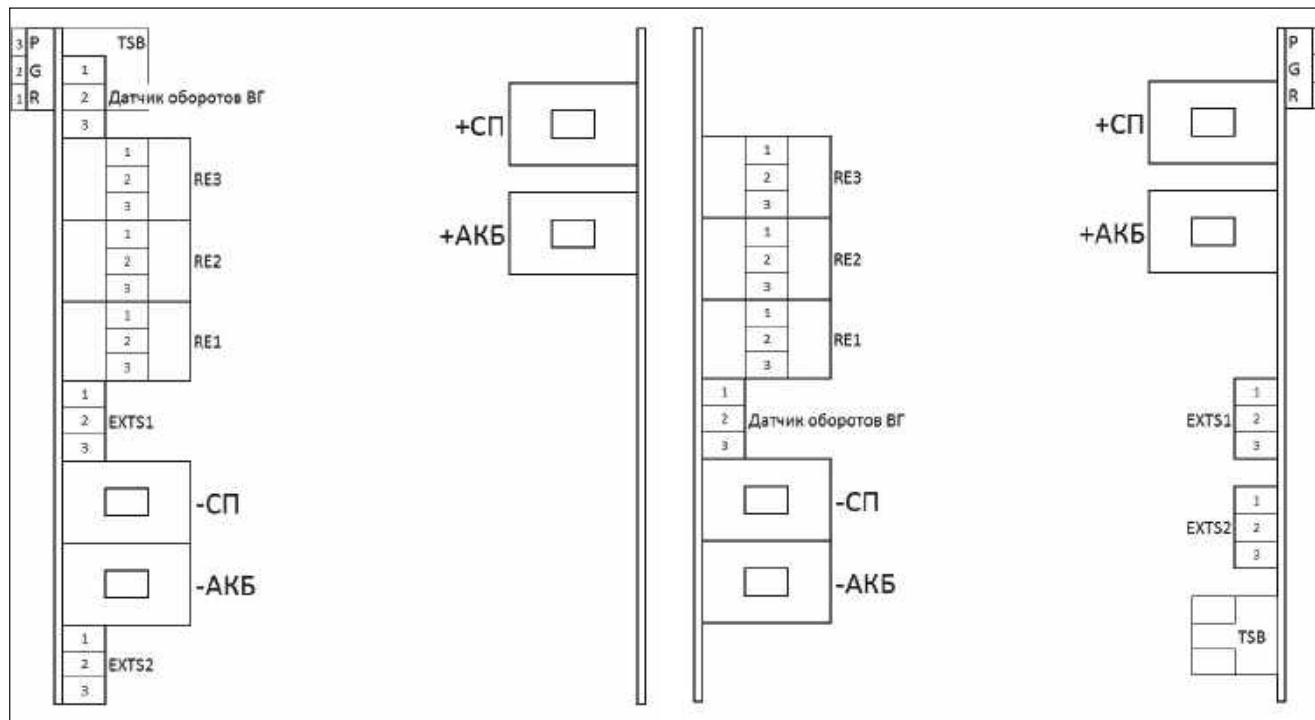 3 P TSB
2 G 1
1 R 2 Датчик оборотов ВГ
3
1
2 RE3
3
1
2 RE2
3
1
2 RE1
3
1
2 EXTS1
3
-СП
-АКБ
1
2 EXTS2
3
+СП
+АКБ
1
2 RE3
3
1
2 RE2
3
1
2 RE1
3
1
2 Датчик оборотов ВГ
3
-СП
-АКБ
P
G
R
+СП
+АКБ
1
EXTS1 2
3
1
EXTS2 2
3
TSB